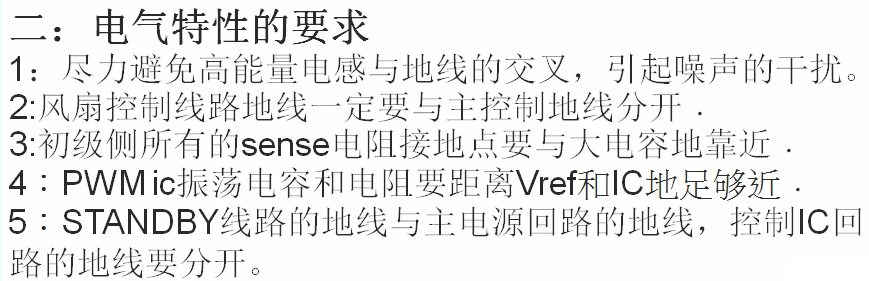 二：电气特性的要求
1：尽力避免高能量电感与地线的交叉，引起噪声的干扰。
2:风扇控制线路地线一定要与主控制地线分开．
3:初级侧所有的sense电阻接地点要与大电容地靠近．
4：PWM ic振荡电容和电阻要距离Vref和IC地足够近．
5：STANDBY线路的地线与主电源回路的地线，控制IC回
路的地线要分开。